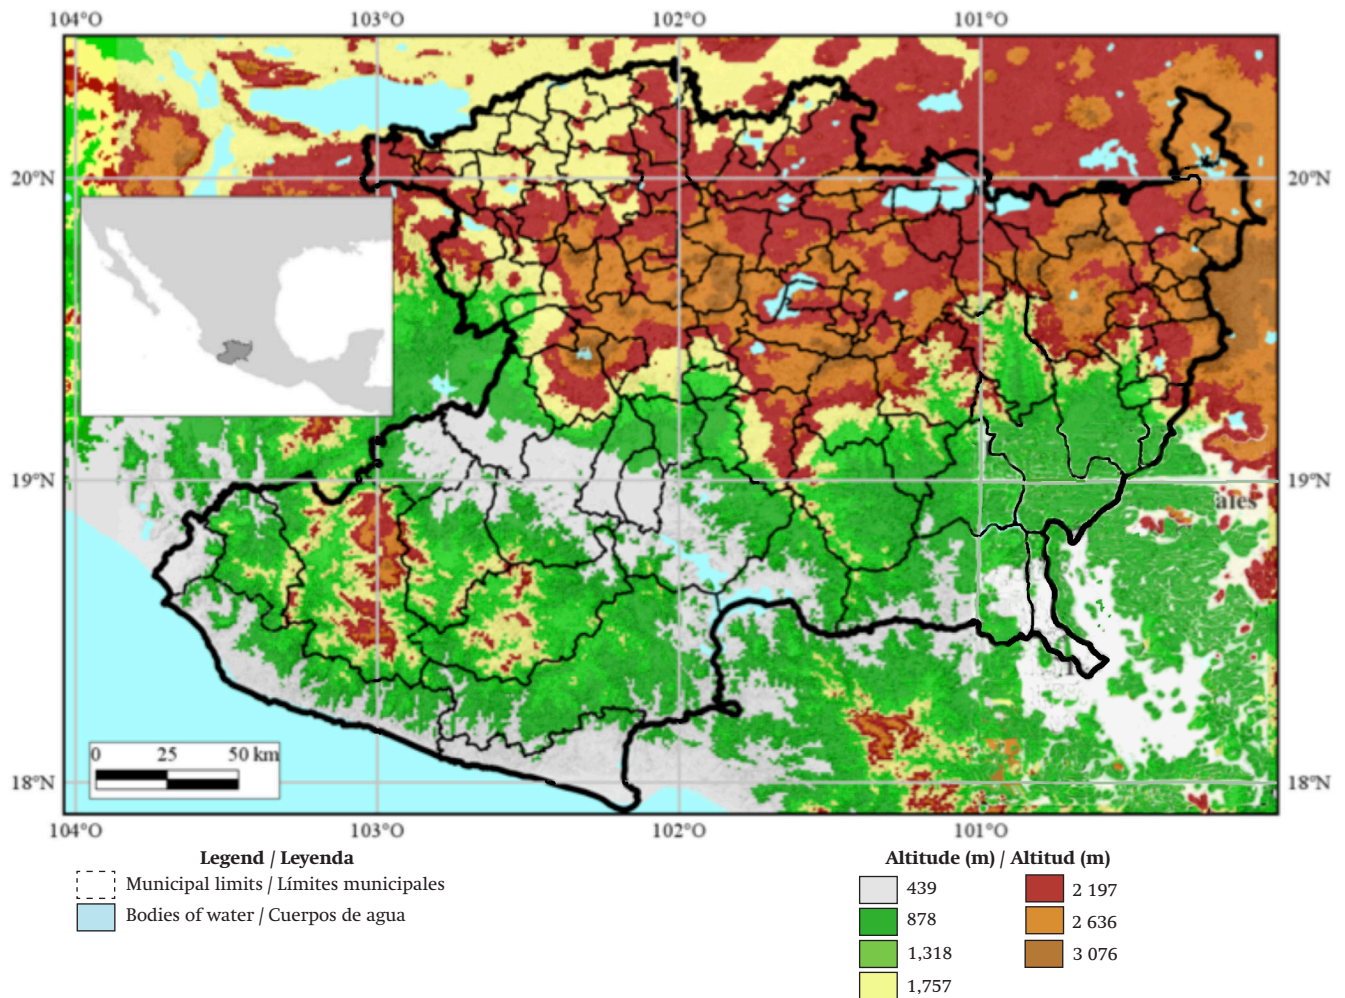 104°O 103°O 102°O 101°O
20°N 20°N
19°N 19°N
ales
0 25 50 km
18°N 18°N
104°O 103°O 102°O 101°O
Legend / Leyenda
Municipal limits / Límites municipales
Bodies of water / Cuerpos de agua
Altitude (m) / Altitud (m)
439
878
1,318
1,757
2 197
2 636
3 076